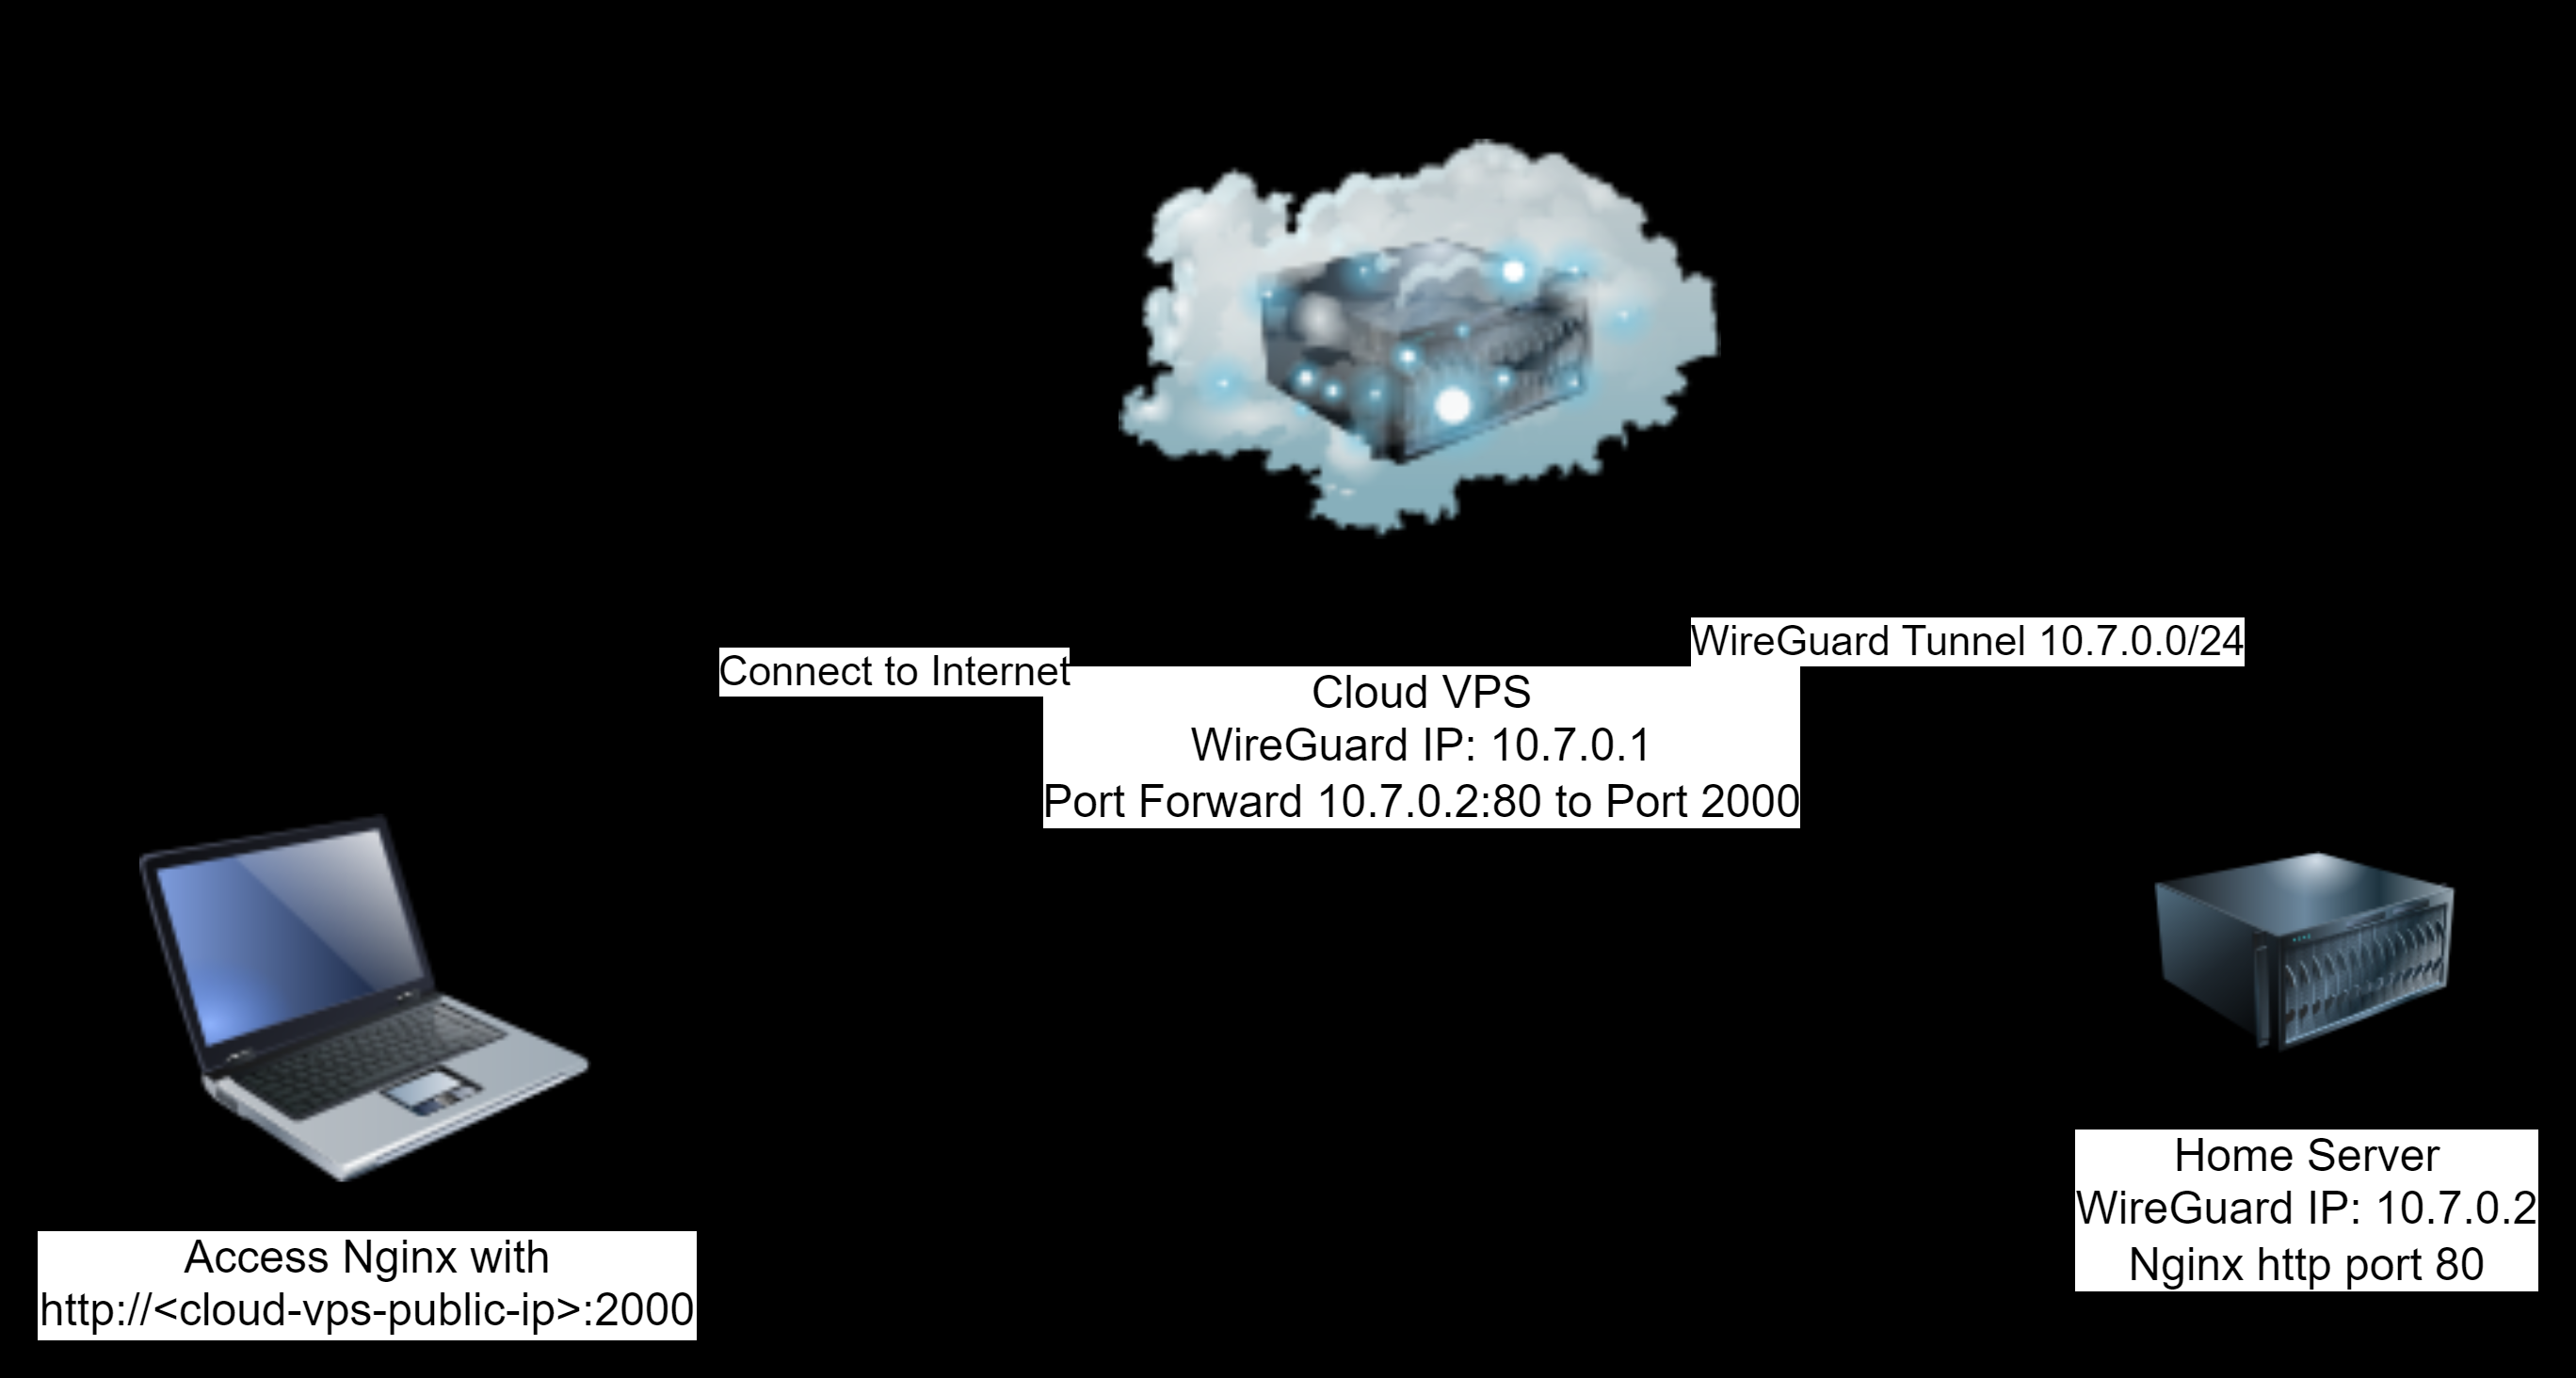 WireGuard Tunnel 10.7.0.0/24
Connect to Internet
Cloud VPS
WireGuard IP: 10.7.0.1
Port Forward 10.7.0.2:80 to Port 2000
Home Server
WireGuard IP: 10.7.0.2
Nginx http port 80
Access Nginx with
http://<cloud-vps-public-ip>:2000